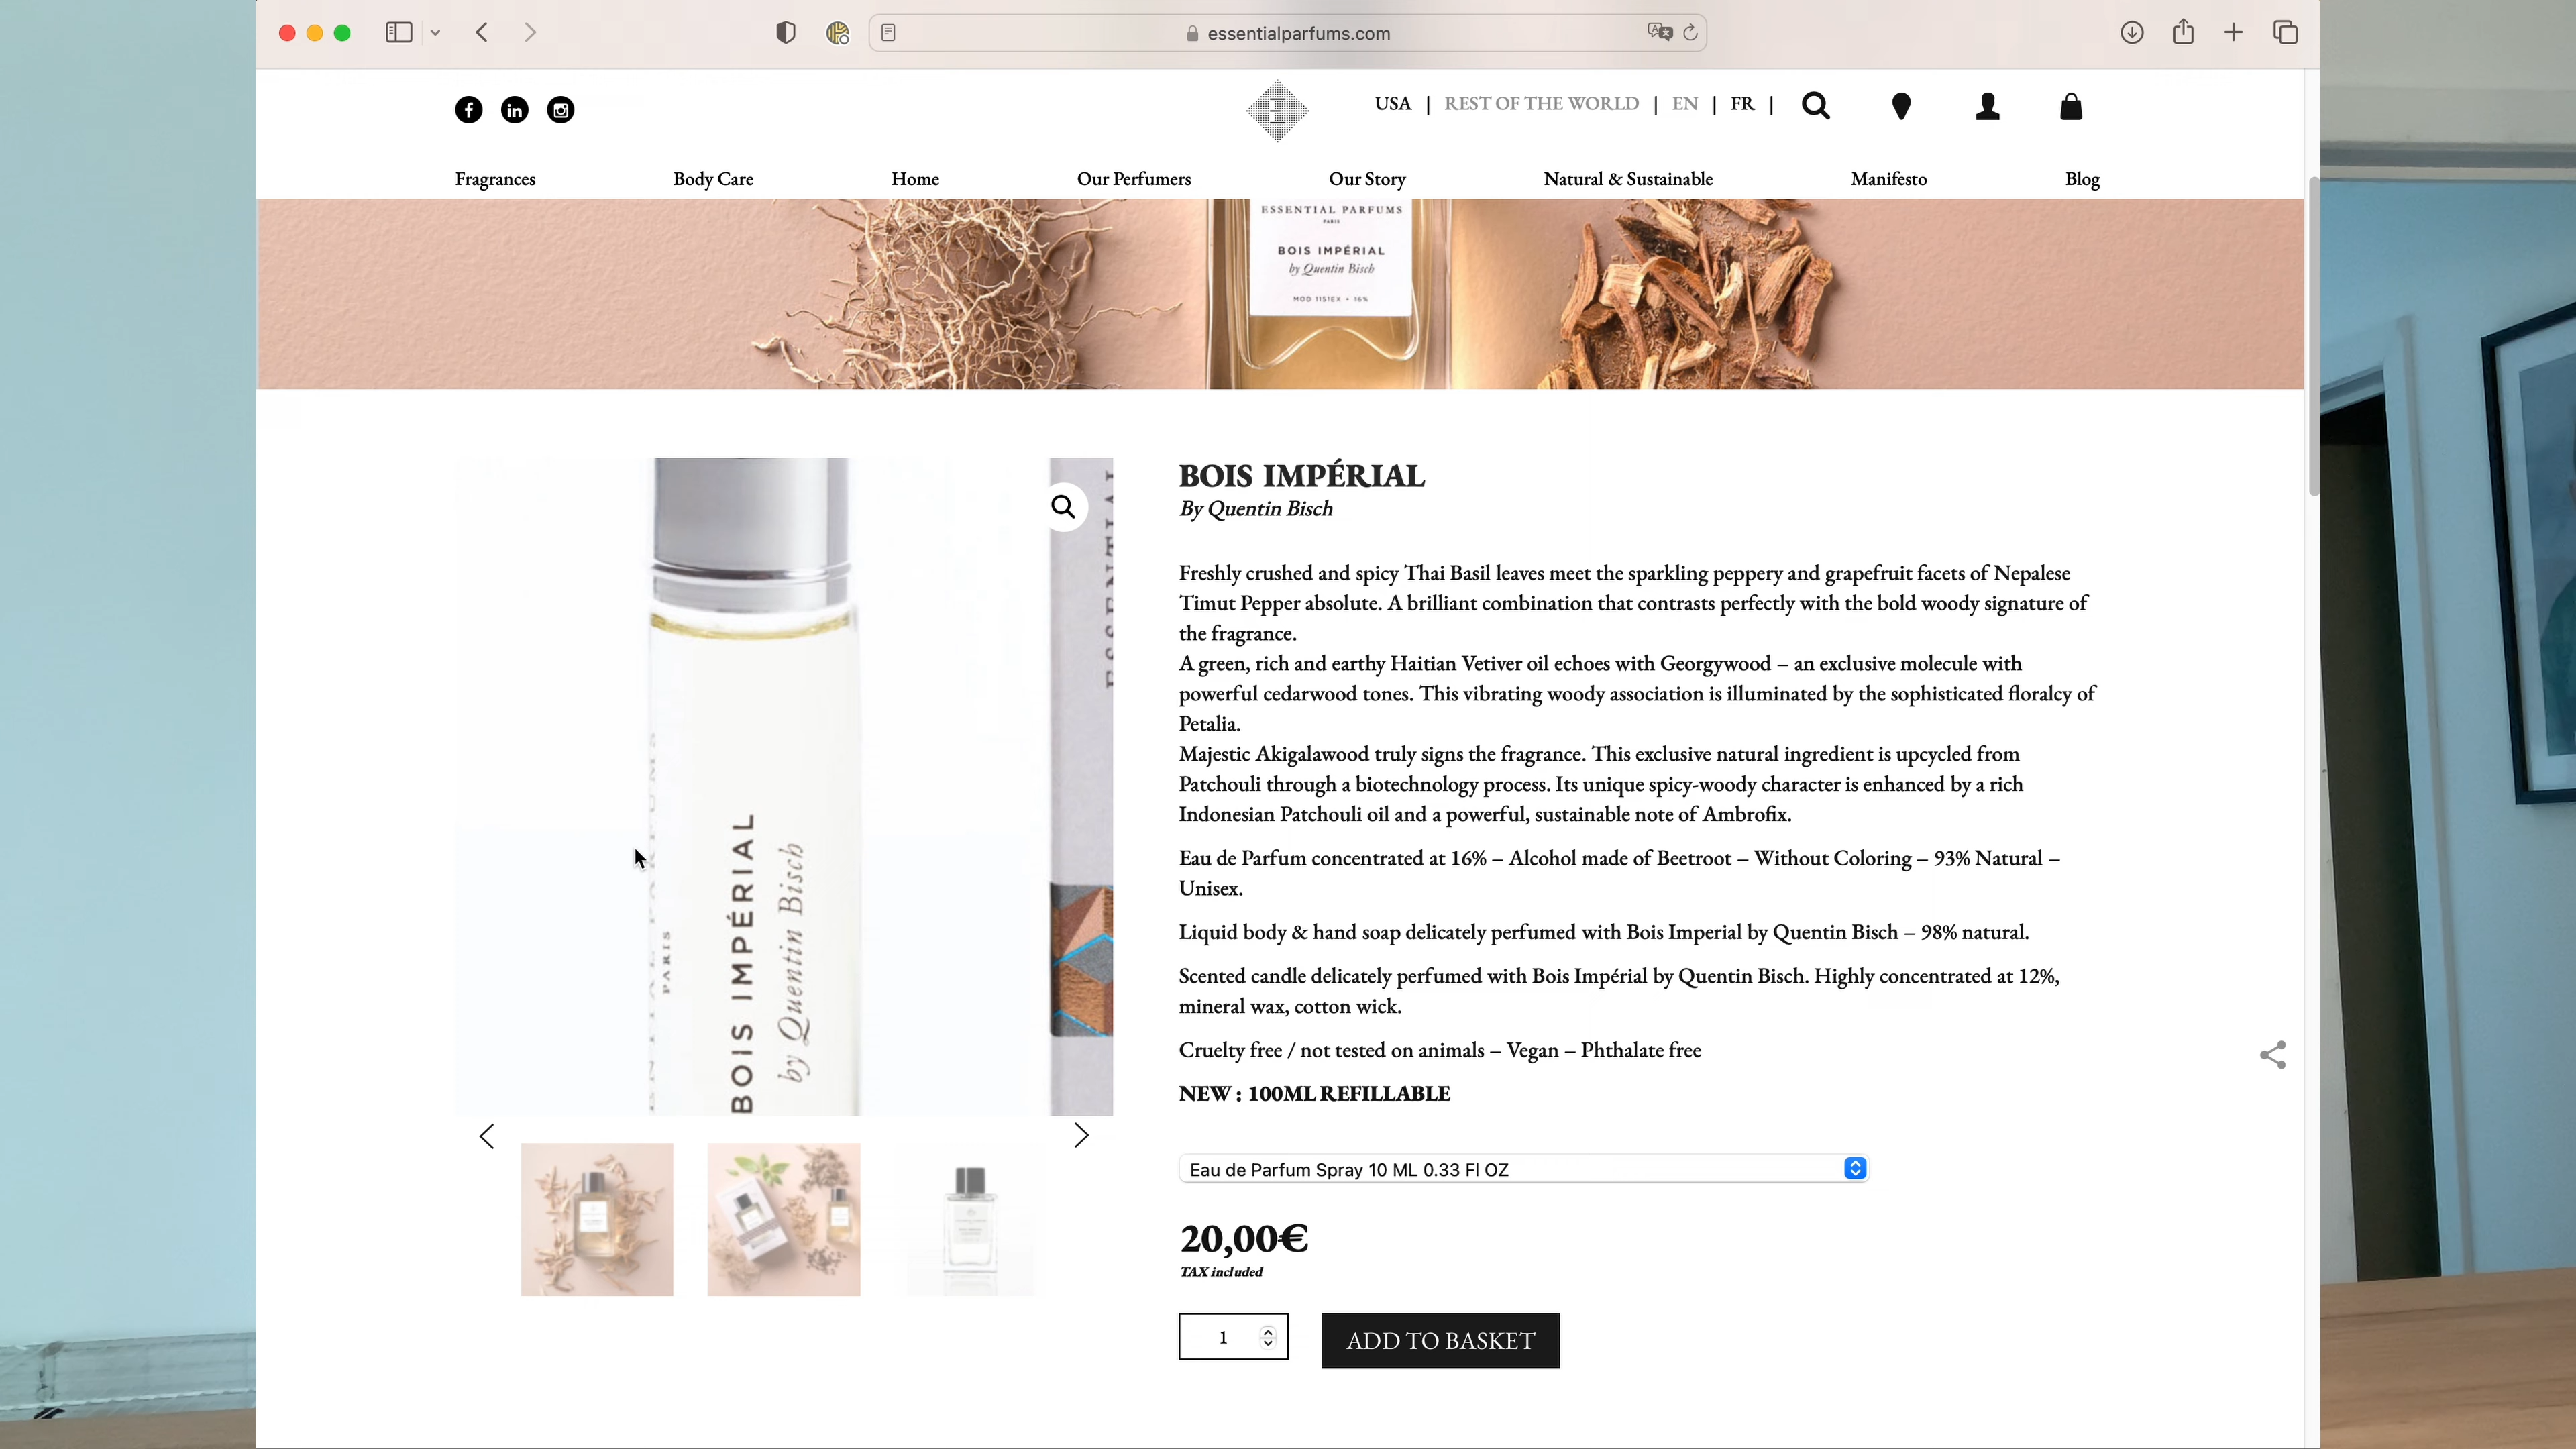 essentialparfums.com
USA | REST OF THE WORLD | EN | FR |
Fragrances
Body Care
Home
Our Perfumers
Our Story
Natural & Sustainable
Manifesto
Blog
ESSENTIAL PARFUMS
PARIS
BOIS IMPÉRIAL
by Quentin Bisch
MOD 1151EX • 16%
PARIS
BOIS IMPÉRIAL
by Quentin Bisch
BOIS IMPÉRIAL
By Quentin Bisch
Freshly crushed and spicy Thai Basil leaves meet the sparkling peppery and grapefruit facets of Nepalese
Timut Pepper absolute. A brilliant combination that contrasts perfectly with the bold woody signature of
the fragrance.
A green, rich and earthy Haitian Vetiver oil echoes with Georgywood – an exclusive molecule with
powerful cedarwood tones. This vibrating woody association is illuminated by the sophisticated floralcy of
Petalia.
Majestic Akigalawood truly signs the fragrance. This exclusive natural ingredient is upcycled from
Patchouli through a biotechnology process. Its unique spicy-woody character is enhanced by a rich
Indonesian Patchouli oil and a powerful, sustainable note of Ambrofix.
Eau de Parfum concentrated at 16% – Alcohol made of Beetroot – Without Coloring – 93% Natural –
Unisex.
Liquid body & hand soap delicately perfumed with Bois Imperial by Quentin Bisch – 98% natural.
Scented candle delicately perfumed with Bois Impérial by Quentin Bisch. Highly concentrated at 12%,
mineral wax, cotton wick.
Cruelty free / not tested on animals – Vegan – Phthalate free
NEW : 100ML REFILLABLE
Eau de Parfum Spray 10 ML 0.33 Fl OZ
20,00€
TAX included
1
ADD TO BASKET